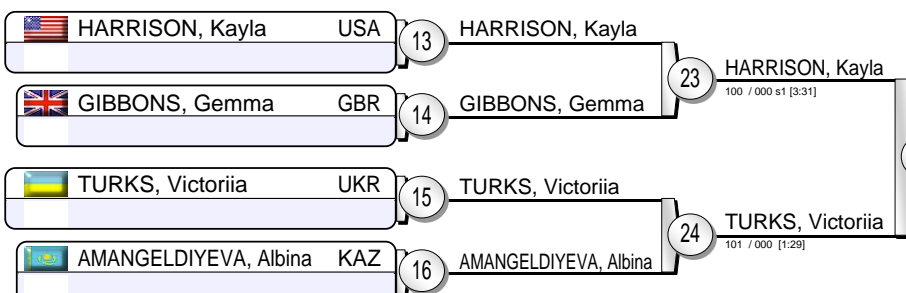 HARRISON, Kayla USA
13
HARRISON, Kayla
23
HARRISON, Kayla
100 / 000 s1 [3:31]
GIBBONS, Gemma GBR
14
GIBBONS, Gemma
TURKS, Victoriia UKR
15
TURKS, Victoriia
24
TURKS, Victoriia
101 / 000 [1:29]
AMANGELDIYEVA, Albina KAZ
16
AMANGELDIYEVA, Albina